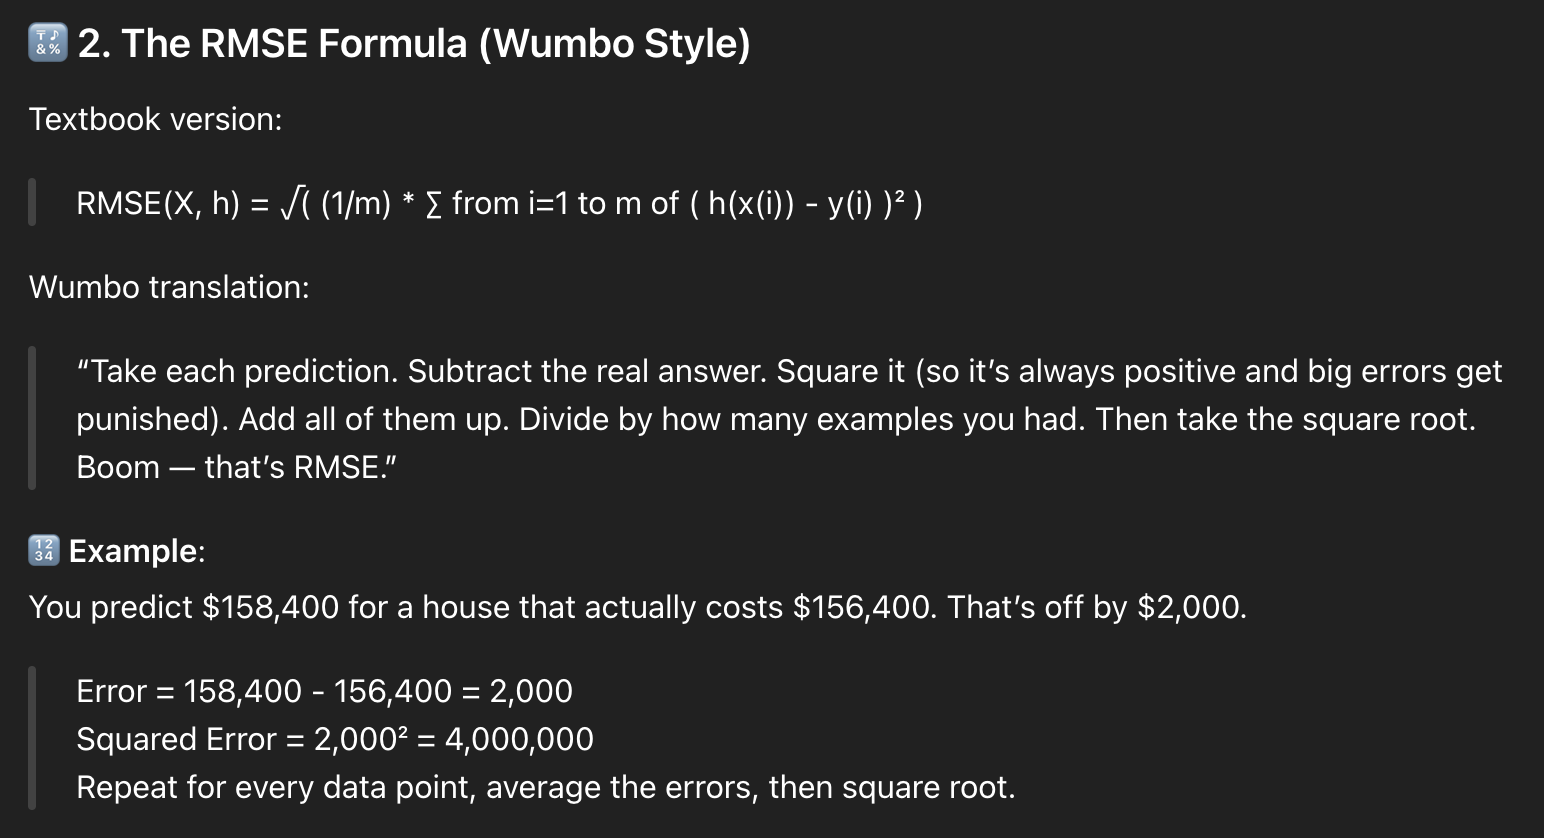 🔣 2. The RMSE Formula (Wumbo Style)
Textbook version:
RMSE(X, h) = √( (1/m) * ∑ from i=1 to m of ( h(x(i)) - y(i) )² )
Wumbo translation:
“Take each prediction. Subtract the real answer. Square it (so it’s always positive and big errors get
punished). Add all of them up. Divide by how many examples you had. Then take the square root.
Boom — that’s RMSE.”
🔢 Example:
You predict $158,400 for a house that actually costs $156,400. That’s off by $2,000.
Error = 158,400 - 156,400 = 2,000
Squared Error = 2,000² = 4,000,000
Repeat for every data point, average the errors, then square root.